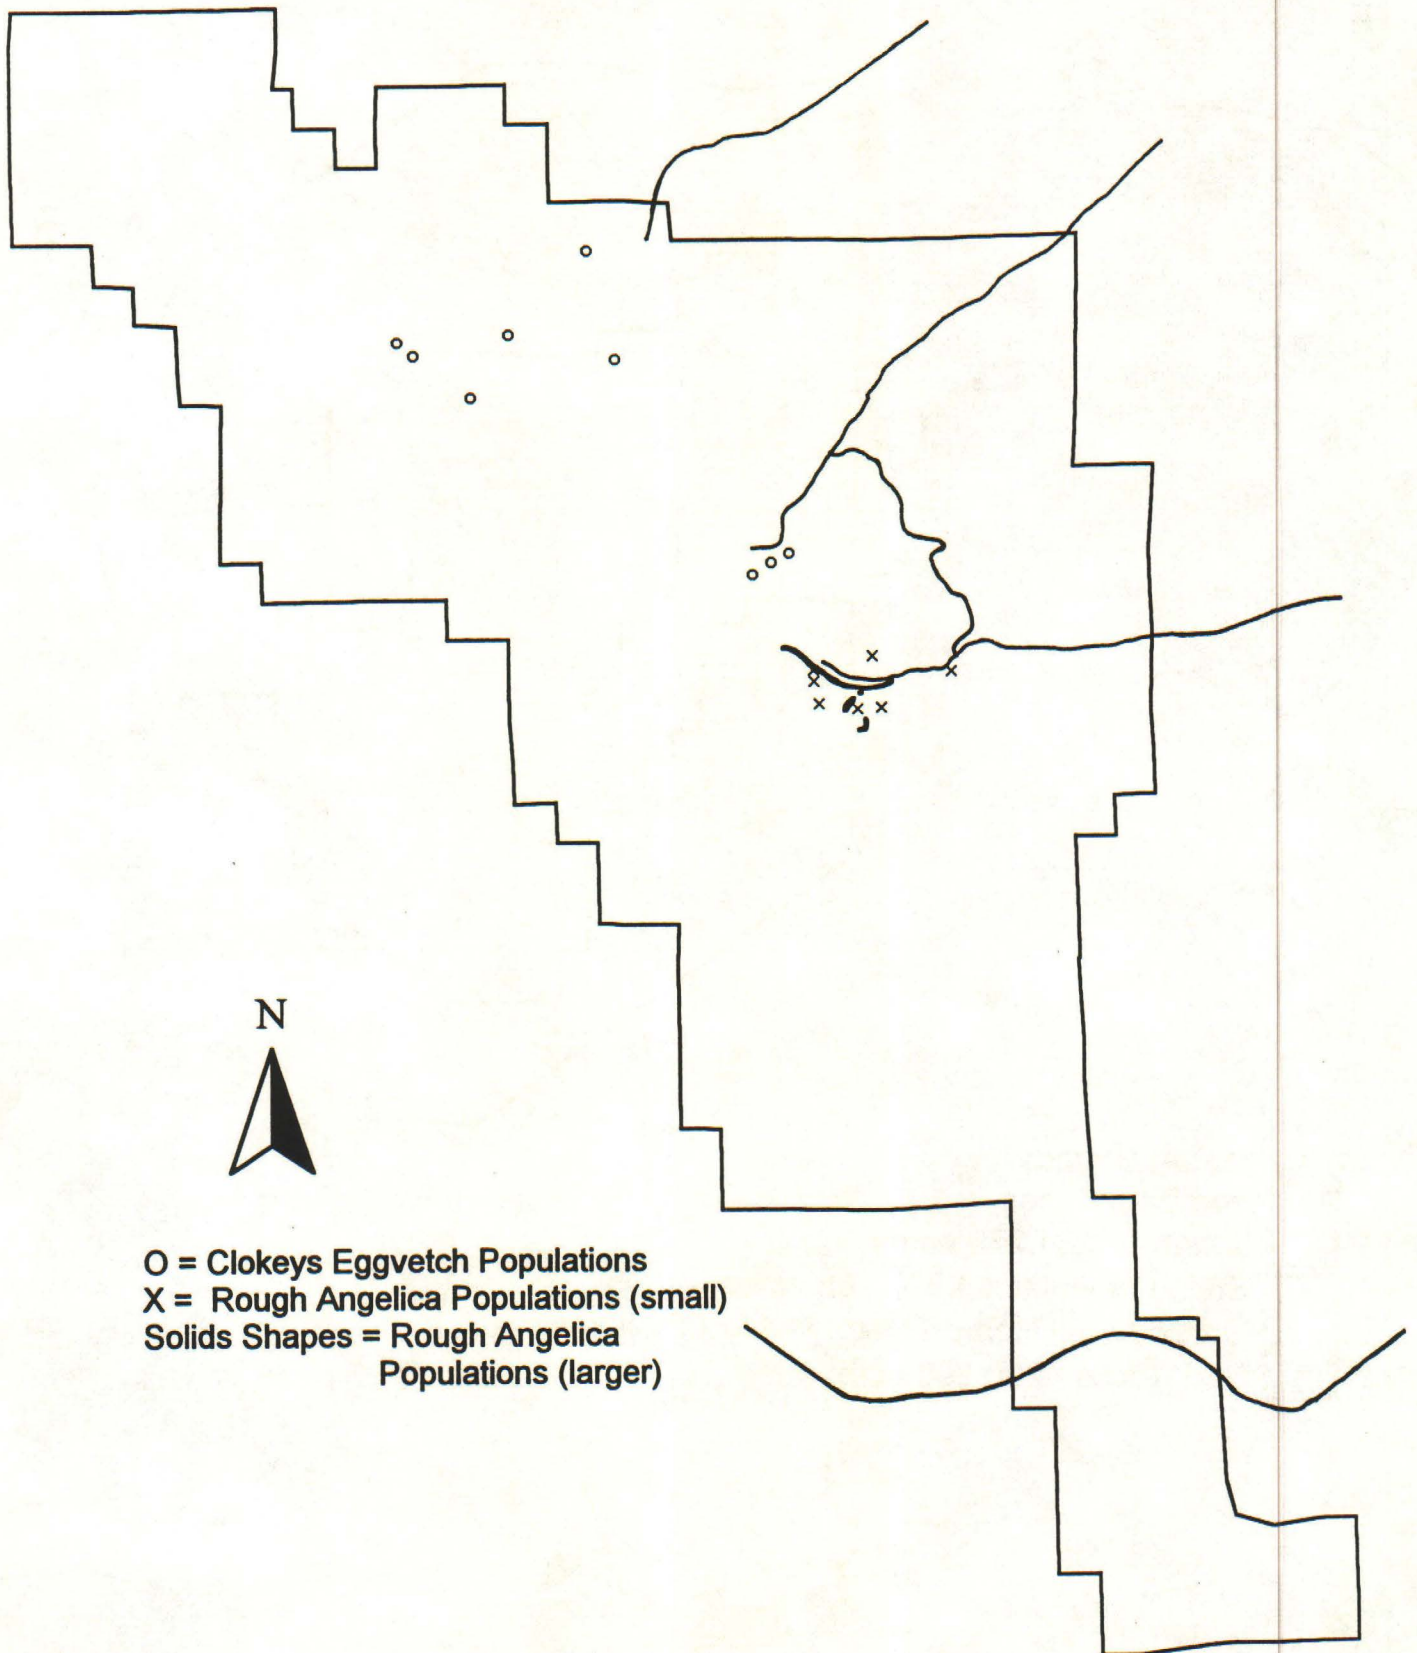 N
O = Clokeys Eggvetch Populations
X = Rough Angelica Populations (small)
Solids Shapes = Rough Angelica
Populations (larger)